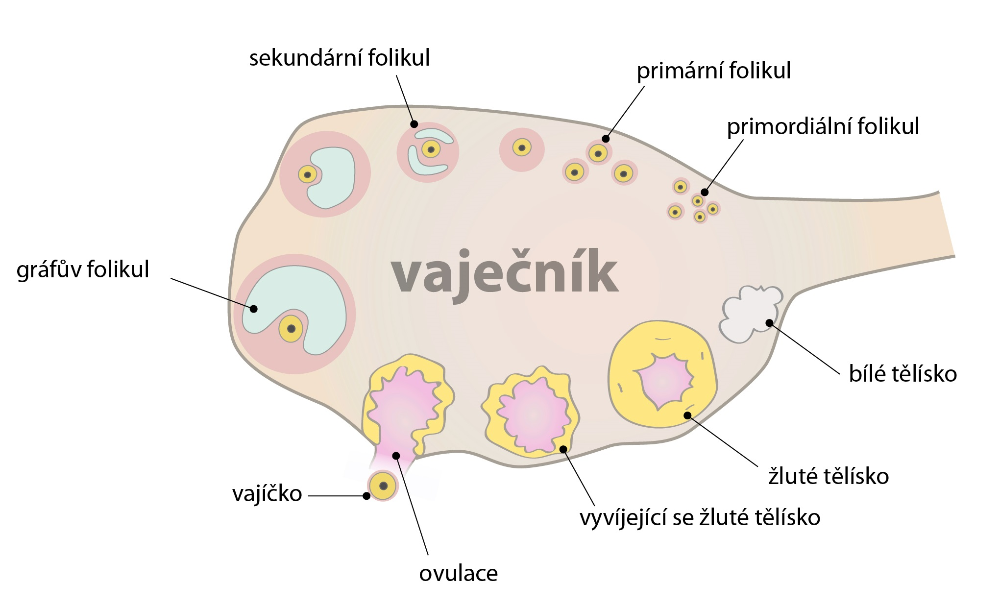 sekundární folikul
primární folikul
primordiální folikul
gráfův folikul
vaječník
bílé tělísko
žluté tělísko
vajíčko
vyvíjející se žluté tělísko
ovulace